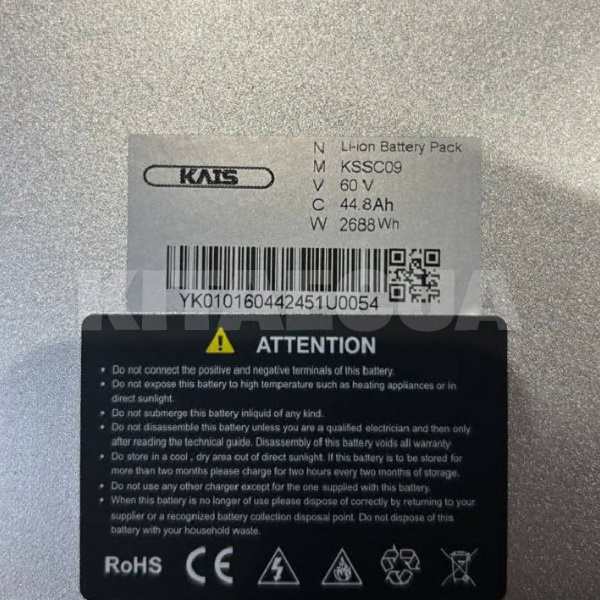 KAIS
N Li-ion Battery Pack
M KSSC09
V 60 V
C 44.8Ah
W 2688Wh
YK010160442451U0054
KITAECUA
ATTENTION
• Do not connect the positive and negative terminals of this battery.
• Do not expose this battery to high temperature such as heating appliances or in
direct sunlight.
• Do not submerge this battery inliquid of any kind.
• Do not disassemble this battery unless you are a qualified electrician and then only
after reading the technical guide. Disassembly of this battery voids all warranty
• Do store in a cool , dry area out of direct sunlight. If this battery is to be stored for
more than two months please charge for two hours every two months of storage.
• Do not use any other charger except for the one supplied with this battery.
• When this battery is no longer of use please dispose of correctly by returning to your
supplier or a recognized battery collection disposal point. Do not dispose of this
battery with your household waste.
RoHS CE